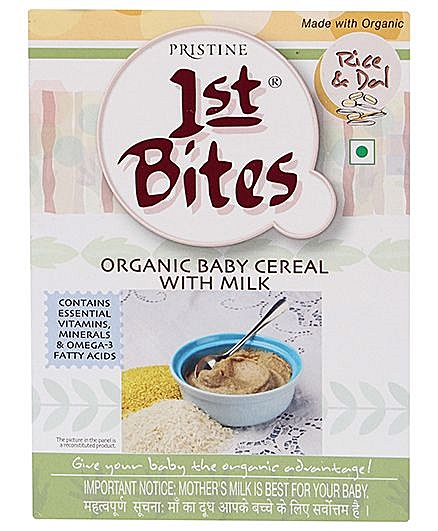 Made with Organic
PRISTINE
1st®
Bites
Rice
& Dal
ORGANIC BABY CEREAL
WITH MILK
CONTAINS
ESSENTIAL
VITAMINS,
MINERALS
& OMEGA-3
FATTY ACIDS
The picture in the panel is
a reconstituted product.
Give your baby the organic advantage!
IMPORTANT NOTICE: MOTHER'S MILK IS BEST FOR YOUR BABY.
महत्वपूर्ण सूचना: माँ का दूध आपके बच्चे के लिए सर्वोत्तम है ।